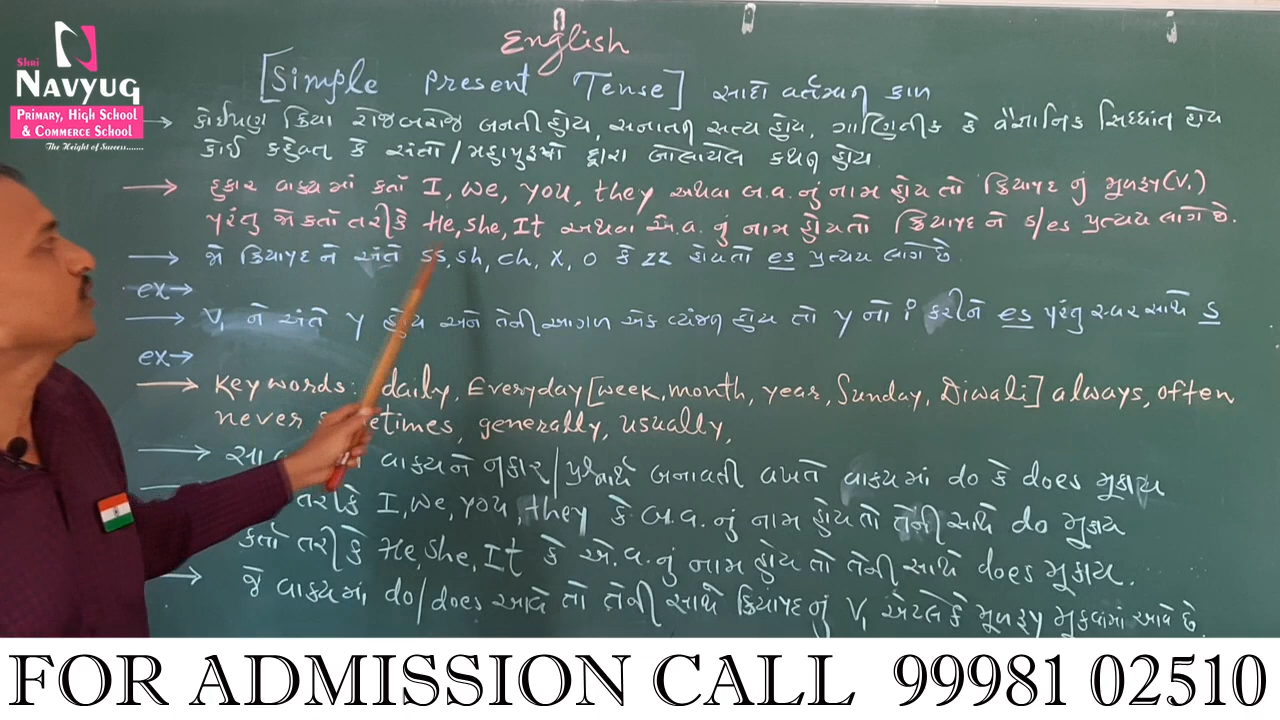 Shri
NAVYUG
PRIMARY, HIGH SCHOOL
& COMMERCE SCHOOL
The Height of Success.......
English
[Simple present Tense] સાદો વર્તમાન કાળ
→ કોઈપણ ક્રિયા રોજબરોજ બનતી હોય, સનાતન સત્ય હોય, ગાણિતીક કે વૈજ્ઞાનિક સિધ્ધાંત હોય
કોઈ કહેવત કે સંતો/મહાપુરૂષો દ્વારા બોલાયેલ કથન હોય.
→ હકાર વાક્યમાં કર્તા I, we, you, they અથવા બ.વ. નું નામ હોય તો ક્રિયાપદ નું મૂળરૂપ (V₁)
પરંતુ જો કર્તા તરીકે He, she, It અથવા એ.વ. નું નામ હોયતો ક્રિયાપદ ને s/es પ્રત્યય લાગે છે.
→ જો ક્રિયાપદ ને અંતે ss, sh, ch, x, o કે zz હોયતો es પ્રત્યય લાગે છે.
ex→
→ V₁ ને અંતે y હોય અને તેની આગળ એક વ્યંજન હોય તો y નો i કરીને es પરંતુ સ્વર સાથે s
ex→
→ Keywords: daily, Everyday [week, month, year, Sunday, Diwali] always, often
never generally, usually,
→ વાક્યને નકાર/પ્રશ્નાર્થ બનાવતી વખતે વાક્યમાં do કે does મૂકાય
તરીકે I, we, you, they કે બ.વ. નું નામ હોય તો તેની સાથે do મૂકાય
કર્તા તરીકે He, She, It કે એ.વ. નું નામ હોય તો તેની સાથે does મૂકાય.
→ જે વાક્યમાં do/does આવે તો તેની સાથે ક્રિયાપદ નું V₁ એટલે કે મૂળરૂપ મુકવામાં આવે છે.
FOR ADMISSION CALL 99981 02510